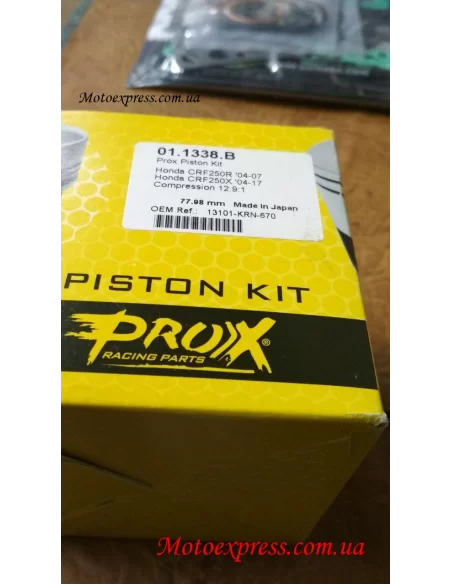 Motoexpress.com.ua
01.1338.B
Prox Piston Kit
Honda CRF250R '04-07
Honda CRF250X '04-17
Compression 12.9:1
77.98 mm Made in Japan
OEM Ref.: 13101-KRN-670
PISTON KIT
PROX®
RACING PARTS
Motoexpress.com.ua